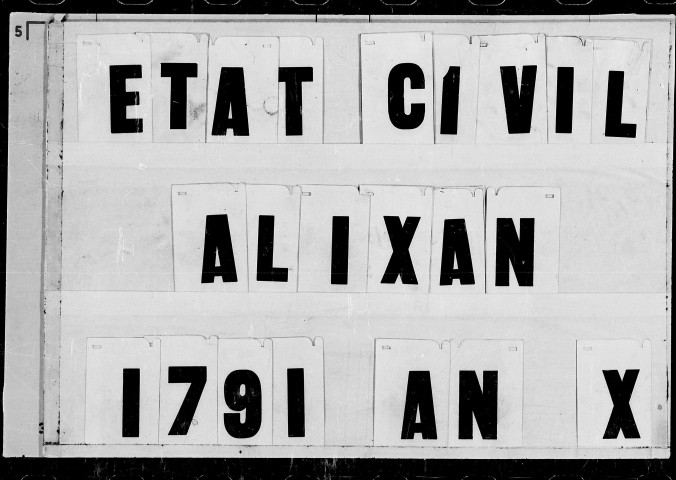 5
ETAT CIVIL
ALIXAN
1791 AN X